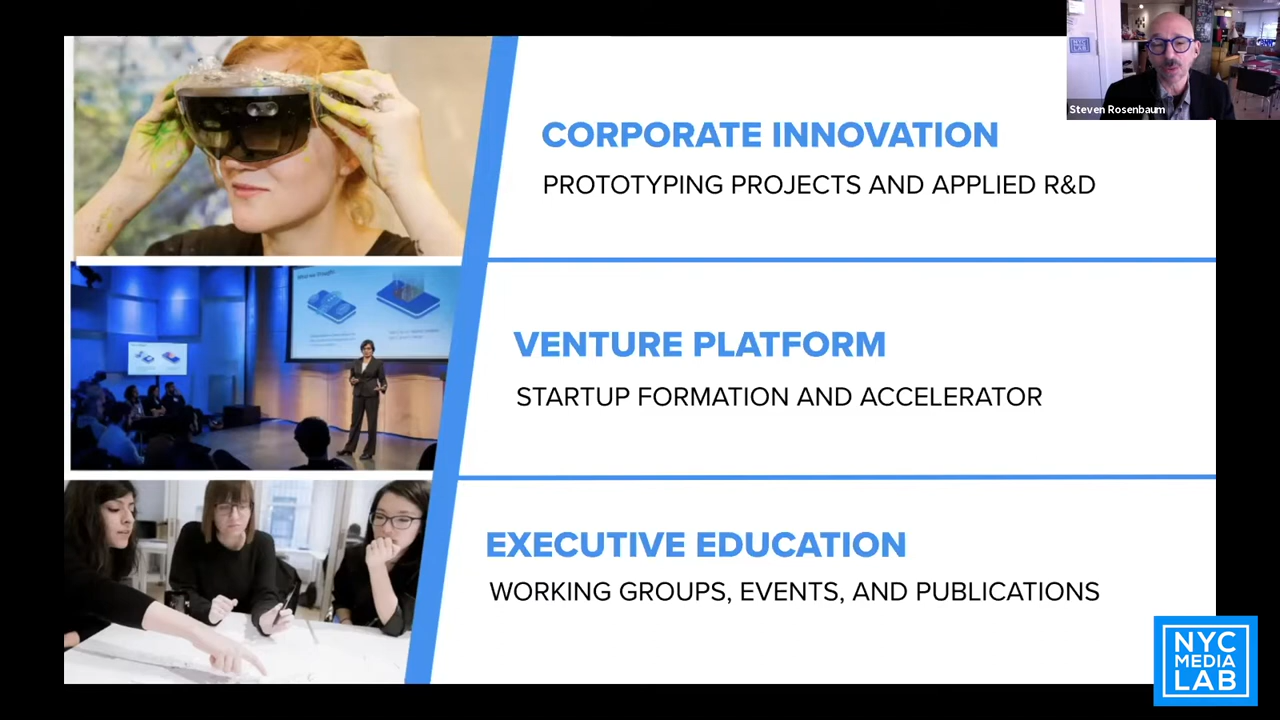 Steven Rosenbaum
CORPORATE INNOVATION
PROTOTYPING PROJECTS AND APPLIED R&D
VENTURE PLATFORM
STARTUP FORMATION AND ACCELERATOR
EXECUTIVE EDUCATION
WORKING GROUPS, EVENTS, AND PUBLICATIONS
NYC
MEDIA
LAB